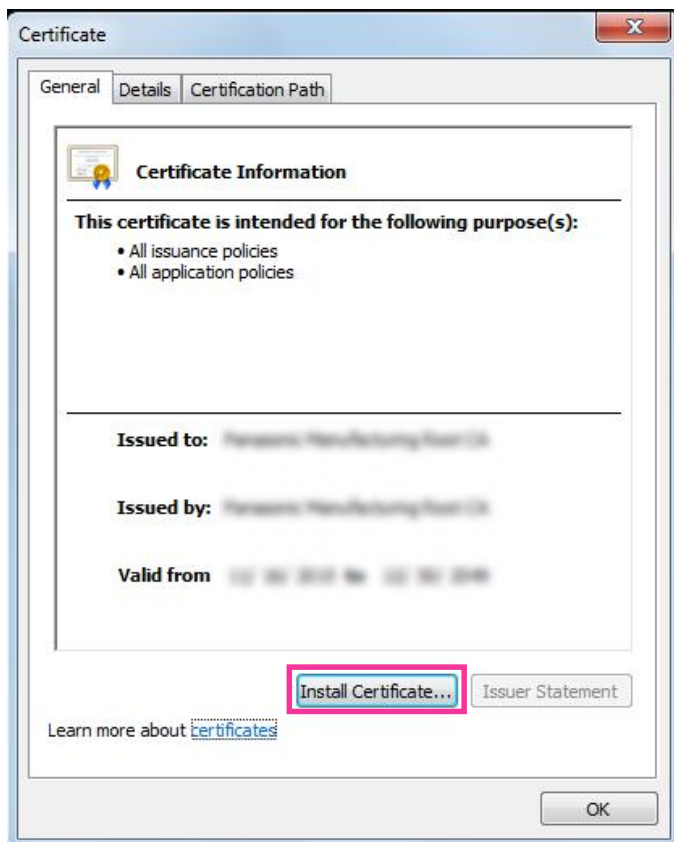 Certificate
General Details Certification Path
Certificate Information
This certificate is intended for the following purpose(s):
• All issuance policies
• All application policies
Issued to:
Issued by:
Valid from
Install Certificate... Issuer Statement
Learn more about certificates
OK